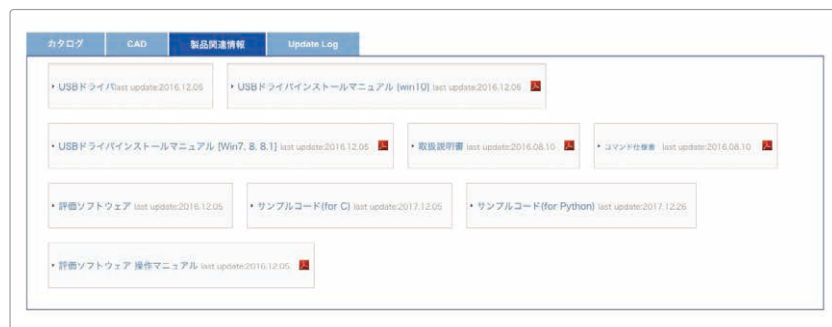 カタログ CAD 製品関連情報 Update Log
・USBドライバlast update:2016.12.05 ・USBドライバインストールマニュアル (win10) last update:2016.12.05
・USBドライバインストールマニュアル [Win7, 8, 8.1] last update:2016.12.05 ・取扱説明書 last update:2016.08.10 ・コマンド仕様書 last update:2016.08.10
・評価ソフトウェア last update:2016.12.05 ・サンプルコード(for C) last update:2017.12.05 ・サンプルコード(for Python) last update:2017.12.26
・評価ソフトウェア 操作マニュアル last update:2016.12.05